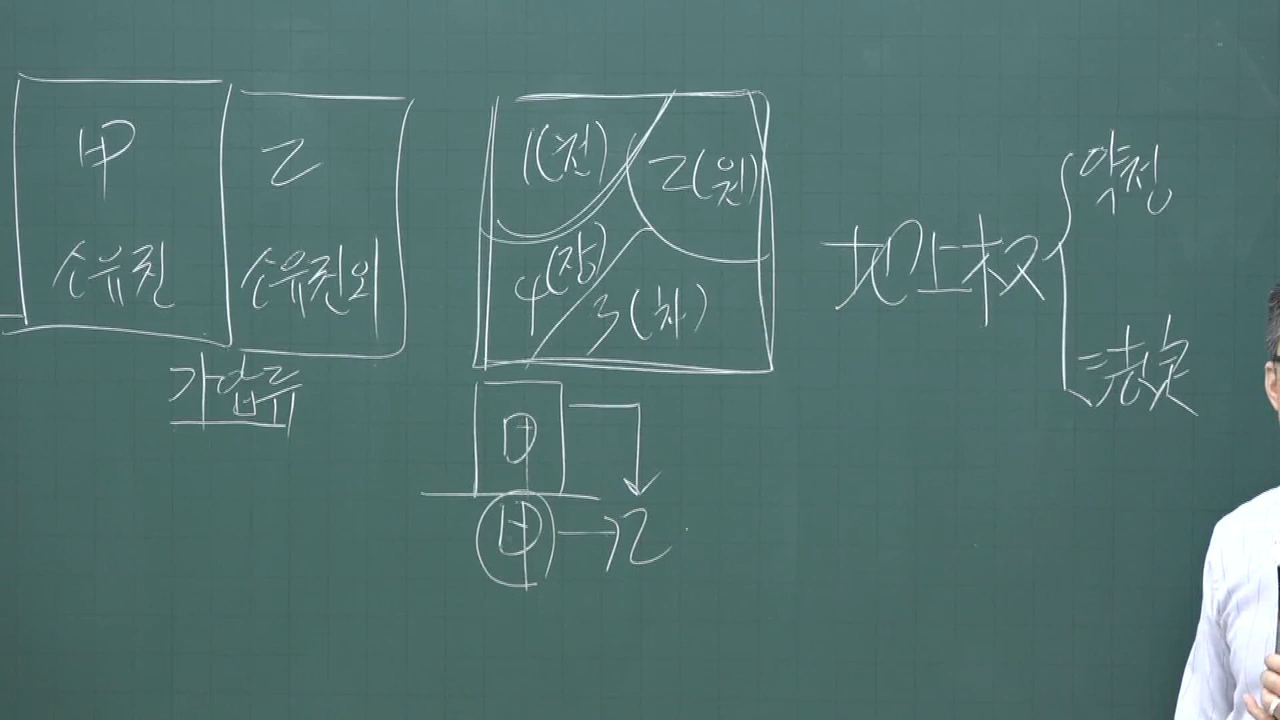 甲 乙
소유권 소유권외
가압류
1(전) 2(원)
4(장) 3(차)
甲
甲 → 乙
地上权
약정
法定